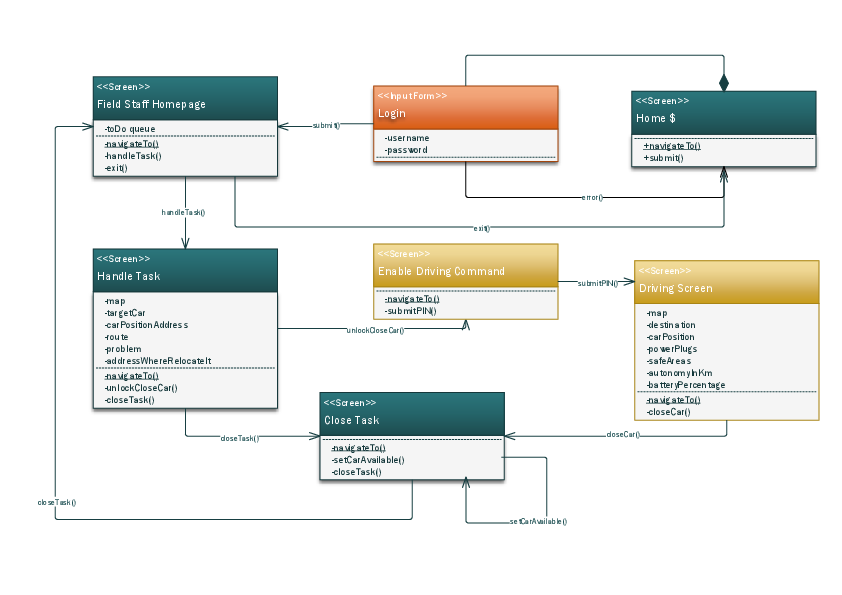 <<Screen>>
Field Staff Homepage
-toDo queue
-navigateTo()
-handleTask()
-exit()
<<Input Form>>
Login
-username
-password
<<Screen>>
Home $
+navigateTo()
+submit()
submit()
error()
handleTask()
exit()
<<Screen>>
Handle Task
-map
-targetCar
-carPositionAddress
-route
-problem
-addressWhereRelocateIt
-navigateTo()
-unlockCloseCar()
-closeTask()
<<Screen>>
Enable Driving Command
-navigateTo()
-submitPIN()
submitPIN()
unlockCloseCar()
<<Screen>>
Driving Screen
-map
-destination
-carPosition
-powerPlugs
-safeAreas
-autonomyInKm
-batteryPercentage
-navigateTo()
-closeCar()
<<Screen>>
Close Task
-navigateTo()
-setCarAvailable()
-closeTask()
closeTask()
closeCar()
closeTask()
setCarAvailable()